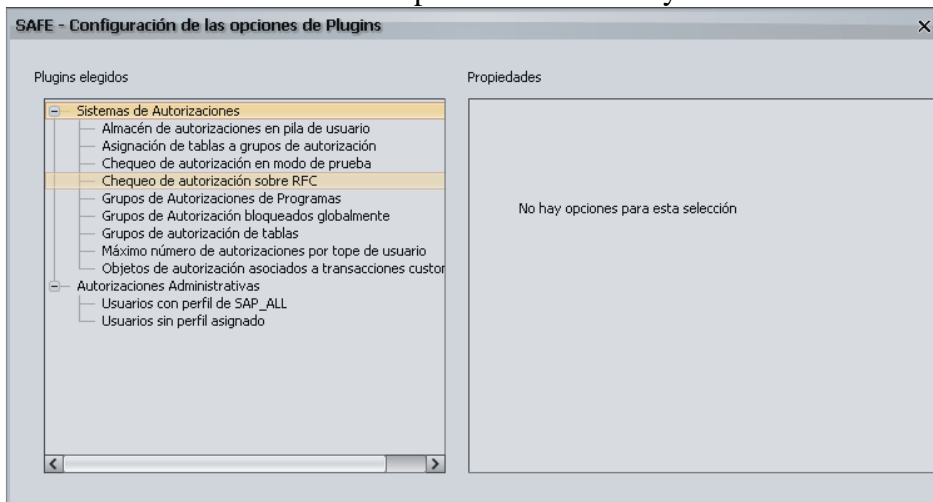 SAFE - Configuración de las opciones de Plugins
Plugins elegidos
Propiedades
Sistemas de Autorizaciones
Almacén de autorizaciones en pila de usuario
Asignación de tablas a grupos de autorización
Chequeo de autorización en modo de prueba
Chequeo de autorización sobre RFC
Grupos de Autorizaciones de Programas
Grupos de Autorización bloqueados globalmente
Grupos de autorización de tablas
Máximo número de autorizaciones por tope de usuario
Objetos de autorización asociados a transacciones custor
Autorizaciones Administrativas
Usuarios con perfil de SAP_ALL
Usuarios sin perfil asignado
No hay opciones para esta selección